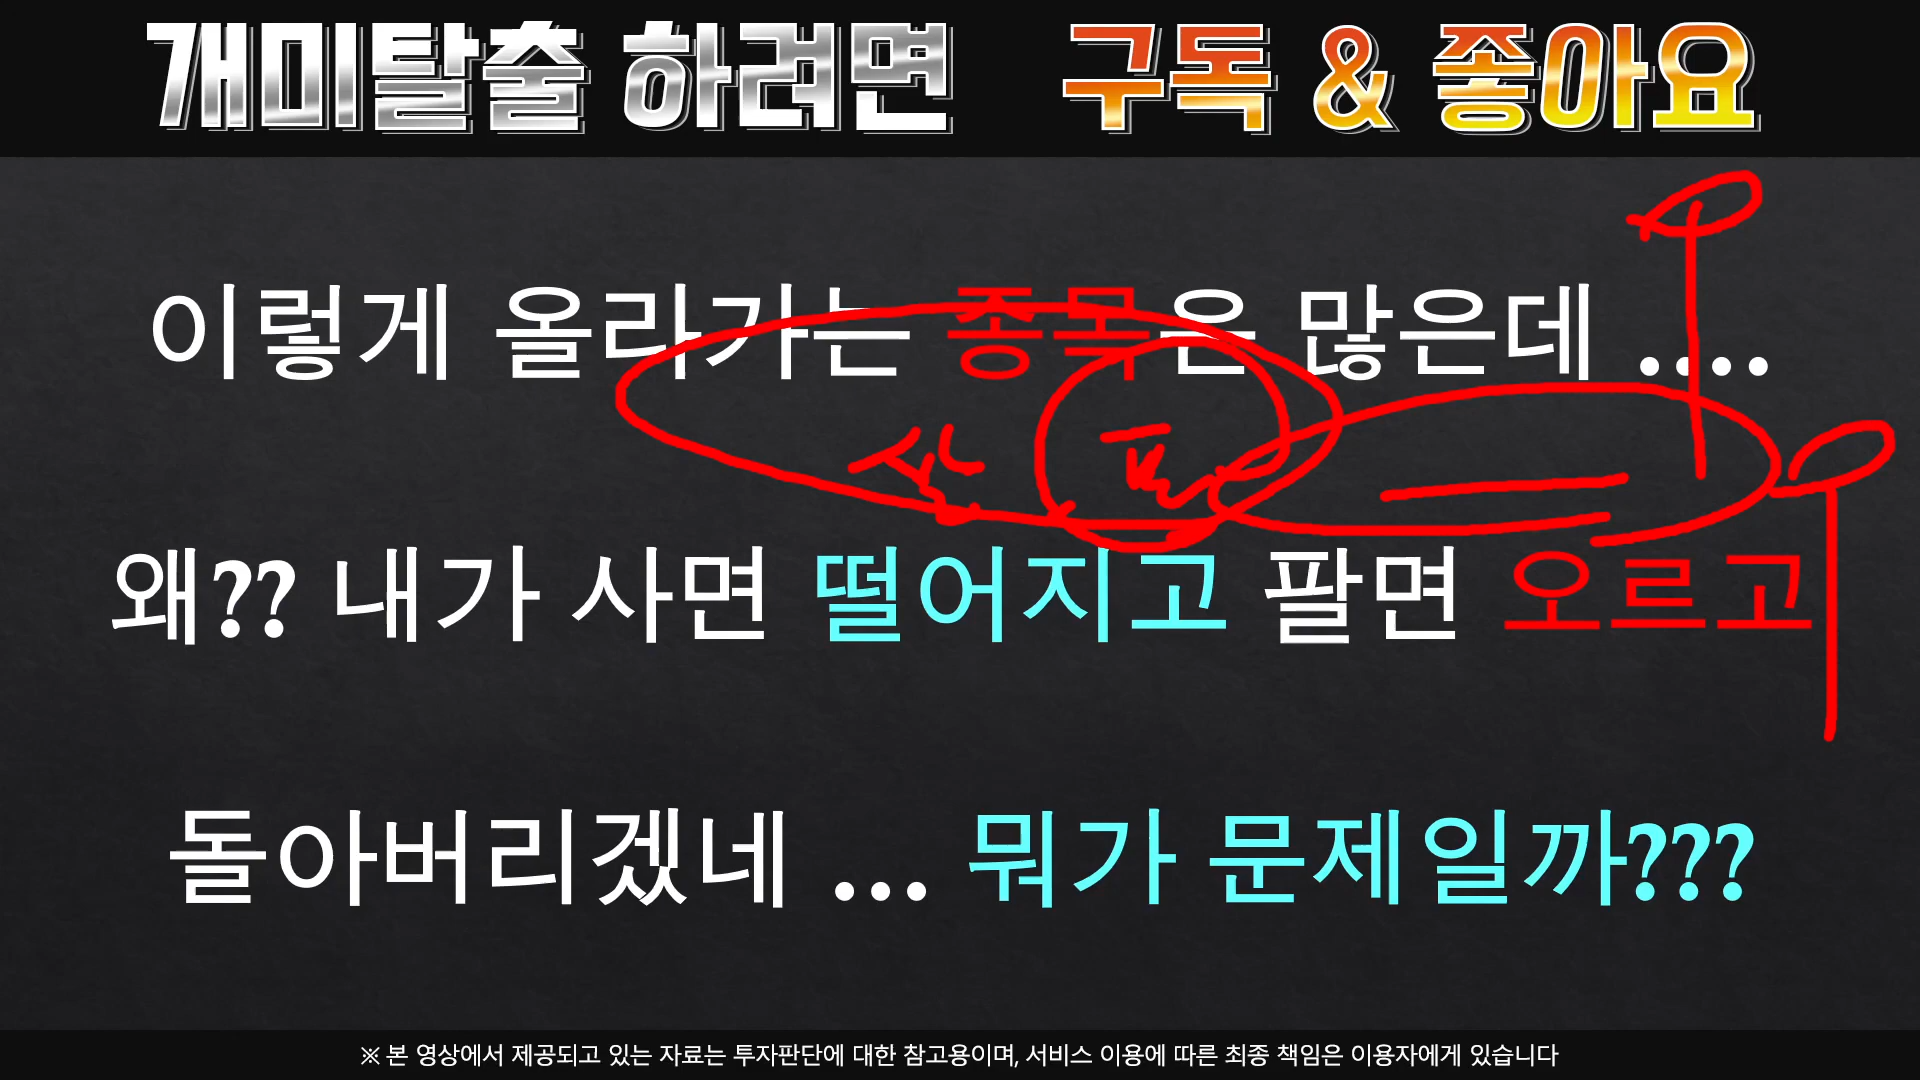 개미탈출 하려면 구독 & 좋아요
이렇게 올라가는 종목은 많은데 ....
왜?? 내가 사면 떨어지고 팔면 오르고
돌아버리겠네 ... 뭐가 문제일까???
※ 본 영상에서 제공되고 있는 자료는 투자판단에 대한 참고용이며, 서비스 이용에 따른 최종 책임은 이용자에게 있습니다